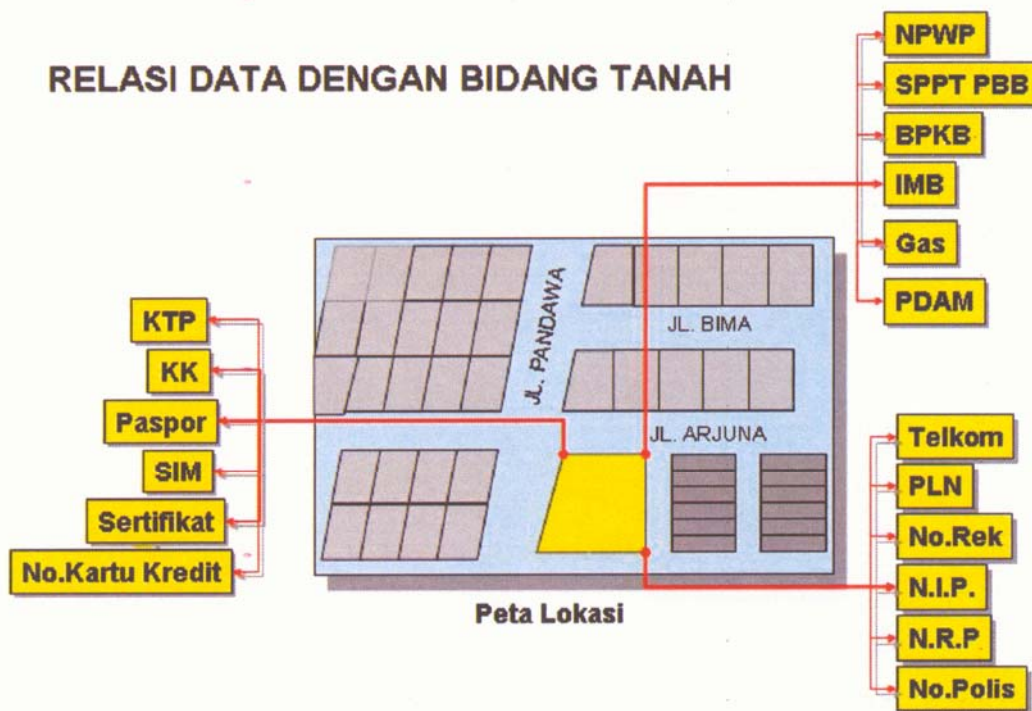 RELASI DATA DENGAN BIDANG TANAH
NPWP
SPPT PBB
BPKB
IMB
Gas
PDAM
KTP
KK
Paspor
SIM
Sertifikat
No.Kartu Kredit
JL. PANDAWA
JL. BIMA
JL. ARJUNA
Telkom
PLN
No.Rek
N.I.P.
N.R.P
No.Polis
Peta Lokasi